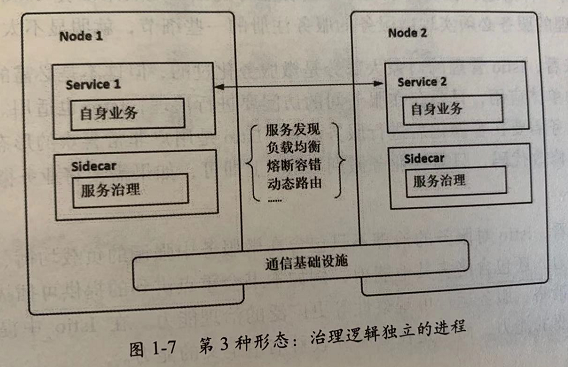 Node 1
Service 1
自身业务
Sidecar
服务治理
服务发现
负载均衡
熔断容错
动态路由
......
Node 2
Service 2
自身业务
Sidecar
服务治理
通信基础设施
图 1-7 第 3 种形态：治理逻辑独立的进程